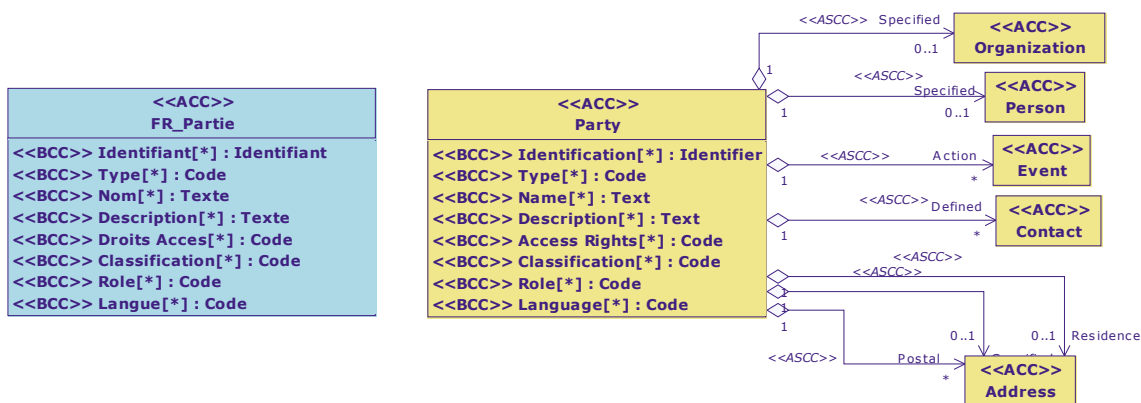 <<ACC>>
FR_Partie
<<BCC>> Identifiant[*] : Identifiant
<<BCC>> Type[*] : Code
<<BCC>> Nom[*] : Texte
<<BCC>> Description[*] : Texte
<<BCC>> Droits Acces[*] : Code
<<BCC>> Classification[*] : Code
<<BCC>> Role[*] : Code
<<BCC>> Langue[*] : Code
<<ACC>>
Party
<<BCC>> Identification[*] : Identifier
<<BCC>> Type[*] : Code
<<BCC>> Name[*] : Text
<<BCC>> Description[*] : Text
<<BCC>> Access Rights[*] : Code
<<BCC>> Classification[*] : Code
<<BCC>> Role[*] : Code
<<BCC>> Language[*] : Code
<<ASCC>> Specified
1
0..1
<<ACC>>
Organization
<<ASCC>>
Specified
1
0..1
<<ACC>>
Person
<<ASCC>> Action
1
*
<<ACC>>
Event
<<ASCC>>
Defined
1
*
<<ACC>>
Contact
<<ASCC>>
<<ASCC>>
1
1
0..1
0..1
Residence
1
<<ASCC>>
Postal
*
<<ACC>>
Address